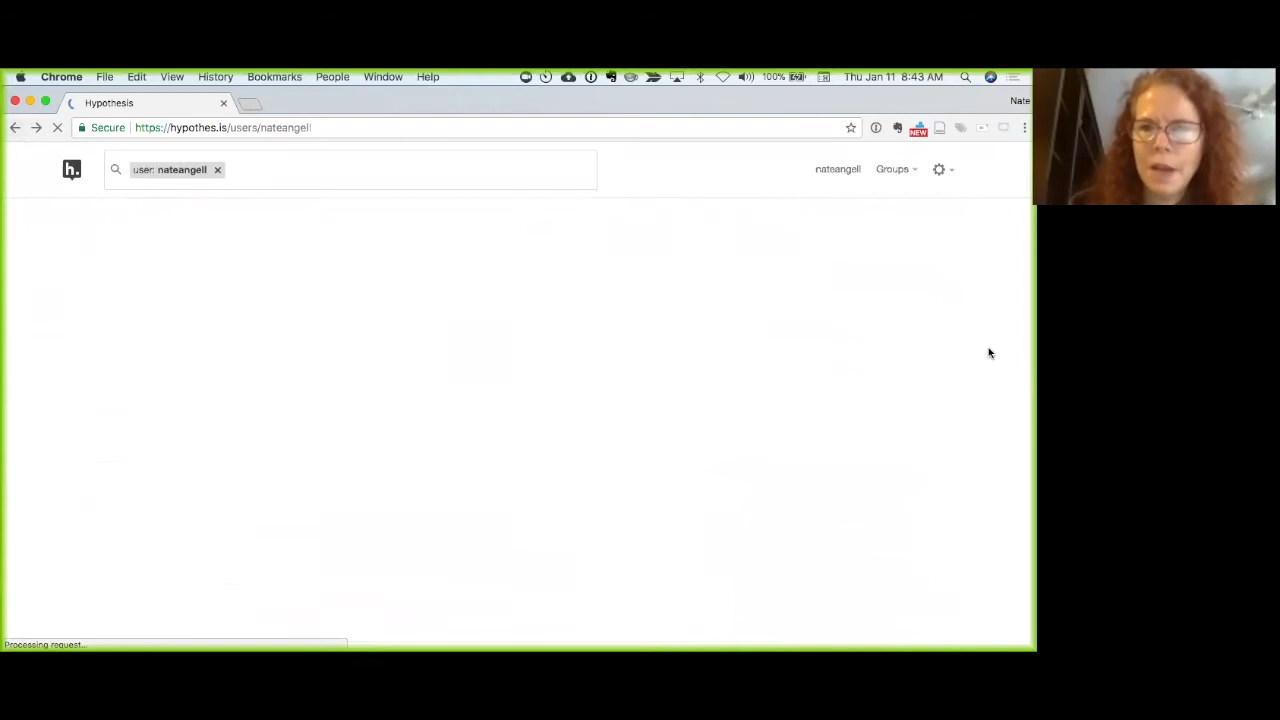 Chrome File Edit View History Bookmarks People Window Help 100% Thu Jan 11 8:43 AM
Hypothesis Nate
Secure https://hypothes.is/users/nateangell NEW
h. user: nateangell nateangell Groups
Processing request...